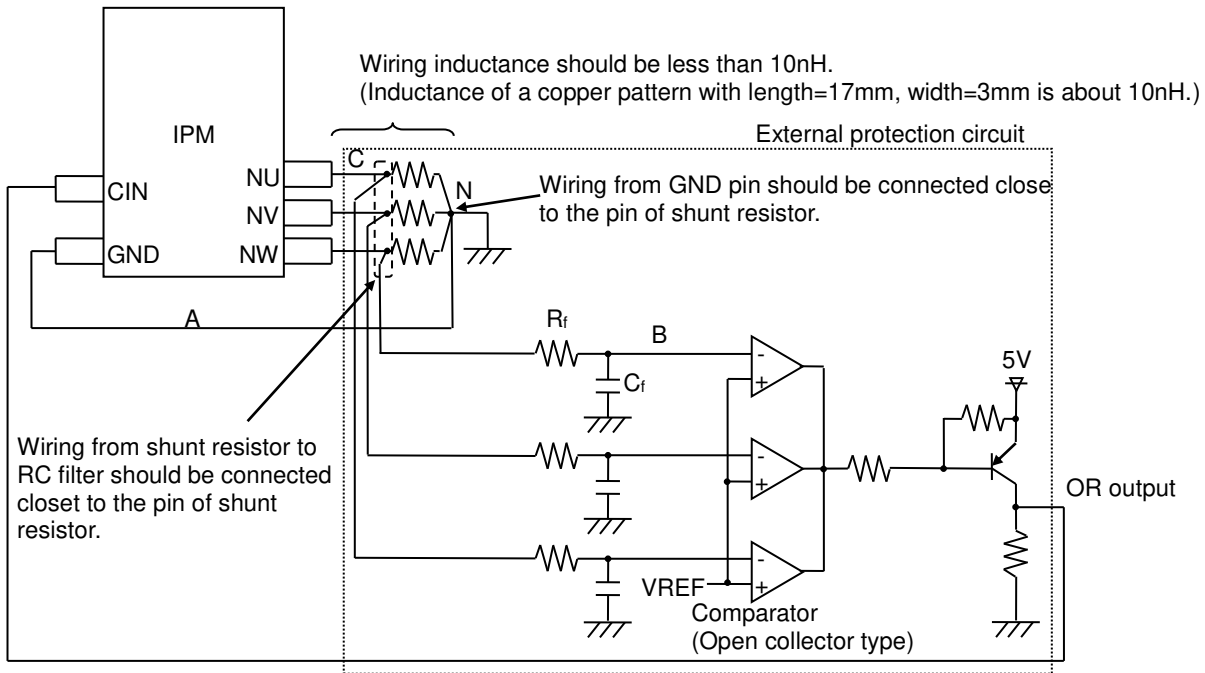 Wiring inductance should be less than 10nH.
(Inductance of a copper pattern with length=17mm, width=3mm is about 10nH.)
External protection circuit
IPM
C
NU
CIN
N
Wiring from GND pin should be connected close
to the pin of shunt resistor.
NV
GND
NW
A
Rf
B
-
+
5V
Cf
Wiring from shunt resistor to
RC filter should be connected
closet to the pin of shunt
resistor.
-
+
OR output
-
VREF
+
Comparator
(Open collector type)